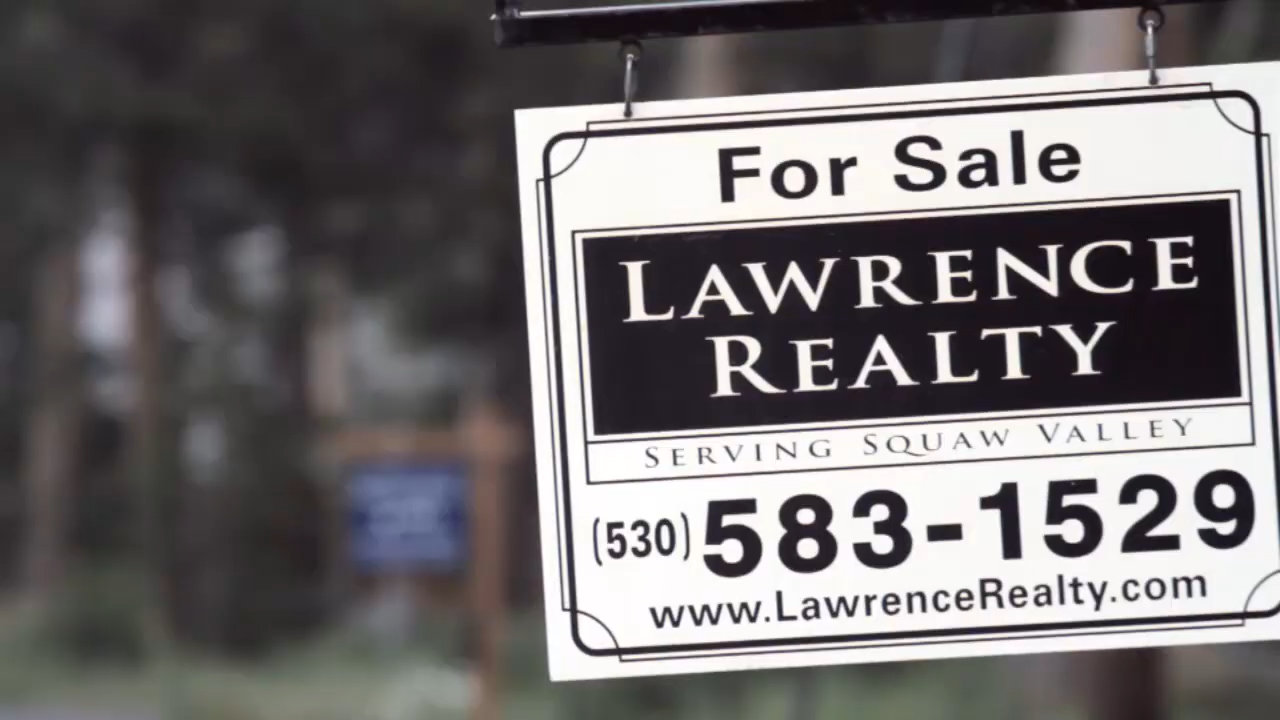 For Sale
LAWRENCE
REALTY
SERVING SQUAW VALLEY
(530) 583-1529
www.LawrenceRealty.com